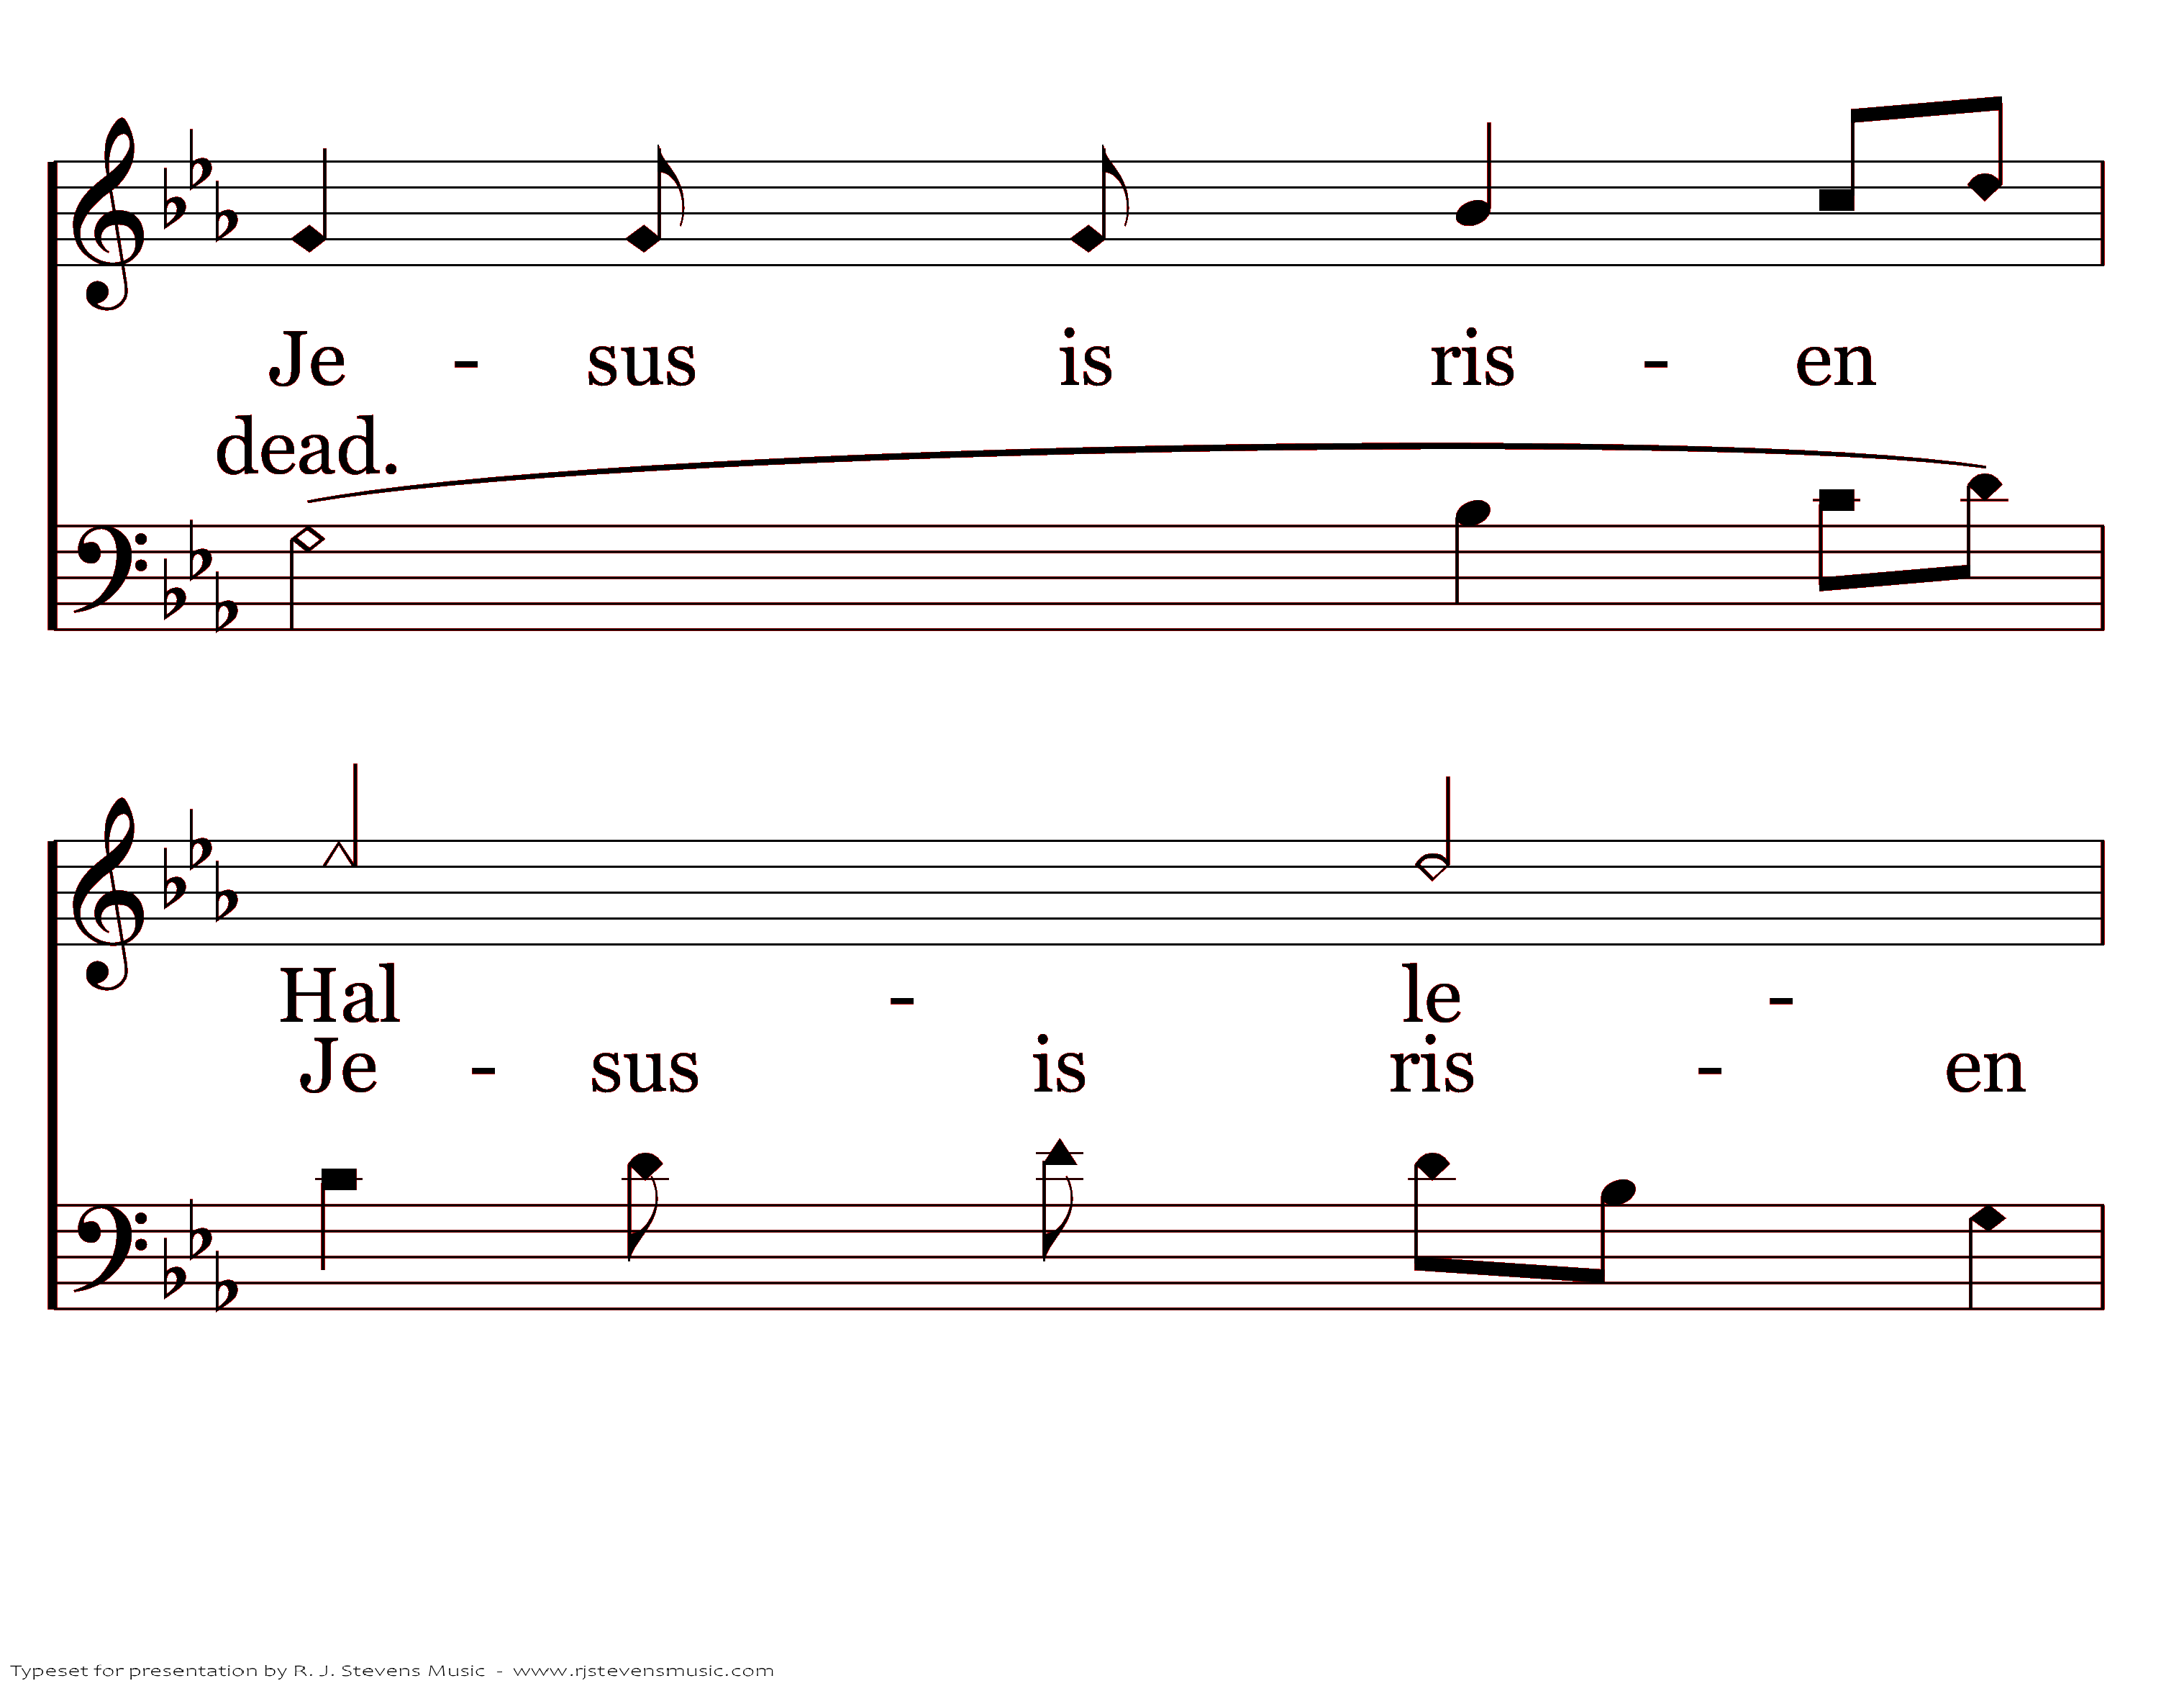 Je - sus is ris - en
dead.
Hal - le -
Je - sus is ris - en
Typeset for presentation by R. J. Stevens Music - www.rjstevensmusic.com